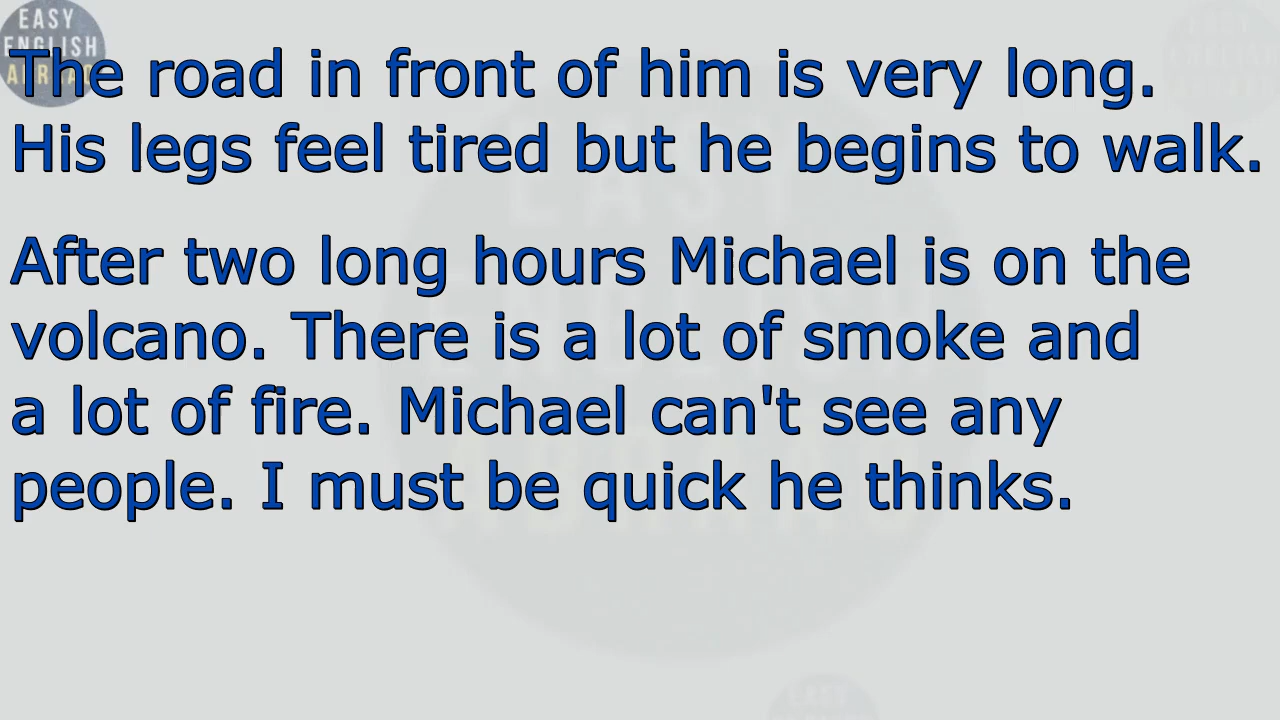 EASY
ENGLISH
ABROAD
The road in front of him is very long.
His legs feel tired but he begins to walk.
After two long hours Michael is on the
volcano. There is a lot of smoke and
a lot of fire. Michael can't see any
people. I must be quick he thinks.